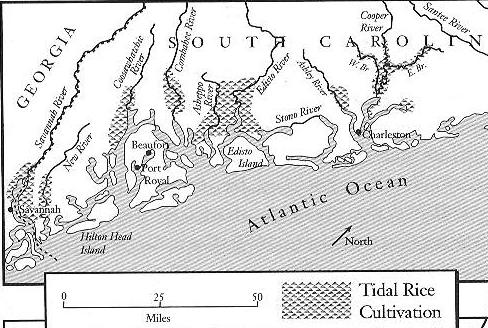 GEORGIA
SOUTH CAROLIN
Savannah River
New River
Coosawhatchie River
Combahee River
Ashepoo River
Edisto River
Ashley River
Stono River
Cooper River
W. Br.
E. Br.
Santee River
Beaufort
Port Royal
Edisto Island
Charleston
Savannah
Hilton Head Island
Atlantic Ocean
North
0 25 50
Miles
Tidal Rice
Cultivation